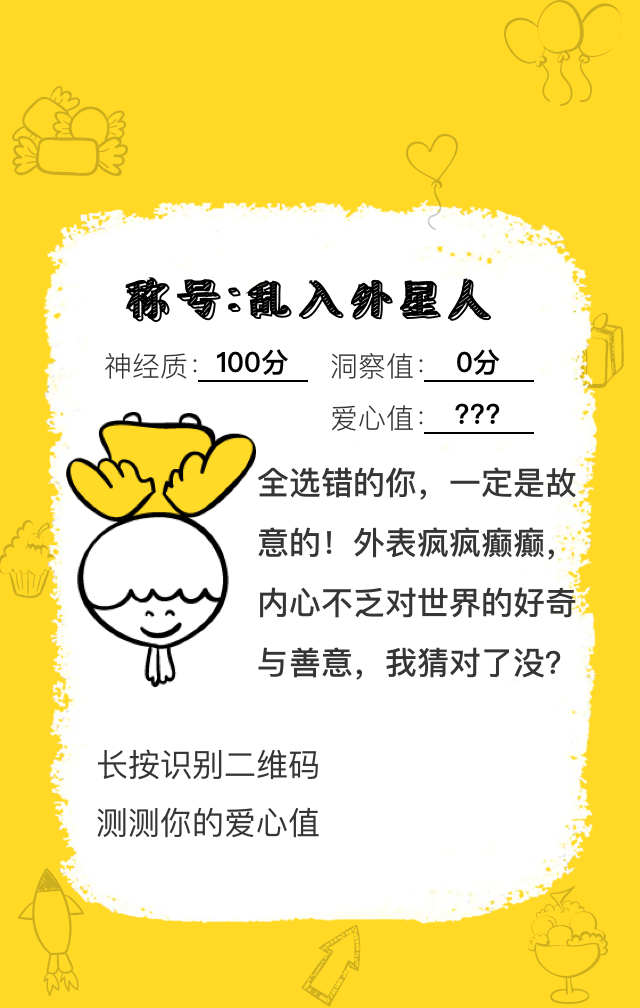 称号:乱入外星人
神经质: 100分 洞察值: 0分
爱心值: ???
全选错的你，一定是故
意的！外表疯疯癫癫，
内心不乏对世界的好奇
与善意，我猜对了没？
长按识别二维码
测测你的爱心值